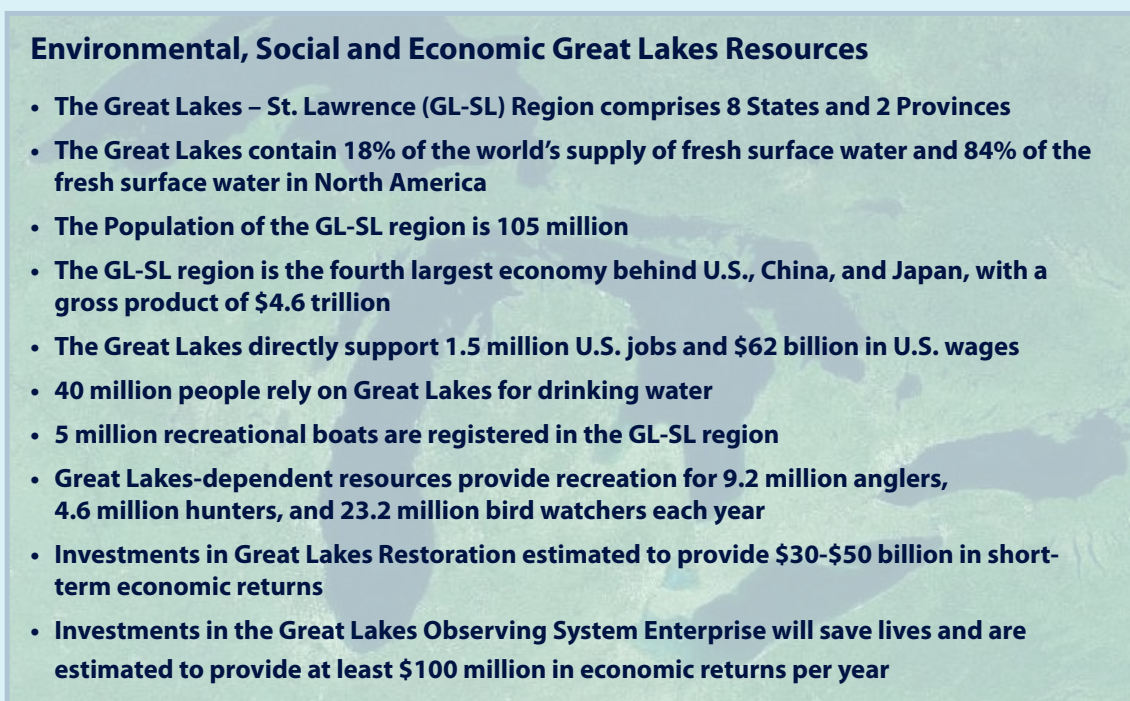 Environmental, Social and Economic Great Lakes Resources
• The Great Lakes – St. Lawrence (GL-SL) Region comprises 8 States and 2 Provinces
• The Great Lakes contain 18% of the world’s supply of fresh surface water and 84% of the
fresh surface water in North America
• The Population of the GL-SL region is 105 million
• The GL-SL region is the fourth largest economy behind U.S., China, and Japan, with a
gross product of $4.6 trillion
• The Great Lakes directly support 1.5 million U.S. jobs and $62 billion in U.S. wages
• 40 million people rely on Great Lakes for drinking water
• 5 million recreational boats are registered in the GL-SL region
• Great Lakes-dependent resources provide recreation for 9.2 million anglers,
4.6 million hunters, and 23.2 million bird watchers each year
• Investments in Great Lakes Restoration estimated to provide $30-$50 billion in short-
term economic returns
• Investments in the Great Lakes Observing System Enterprise will save lives and are
estimated to provide at least $100 million in economic returns per year